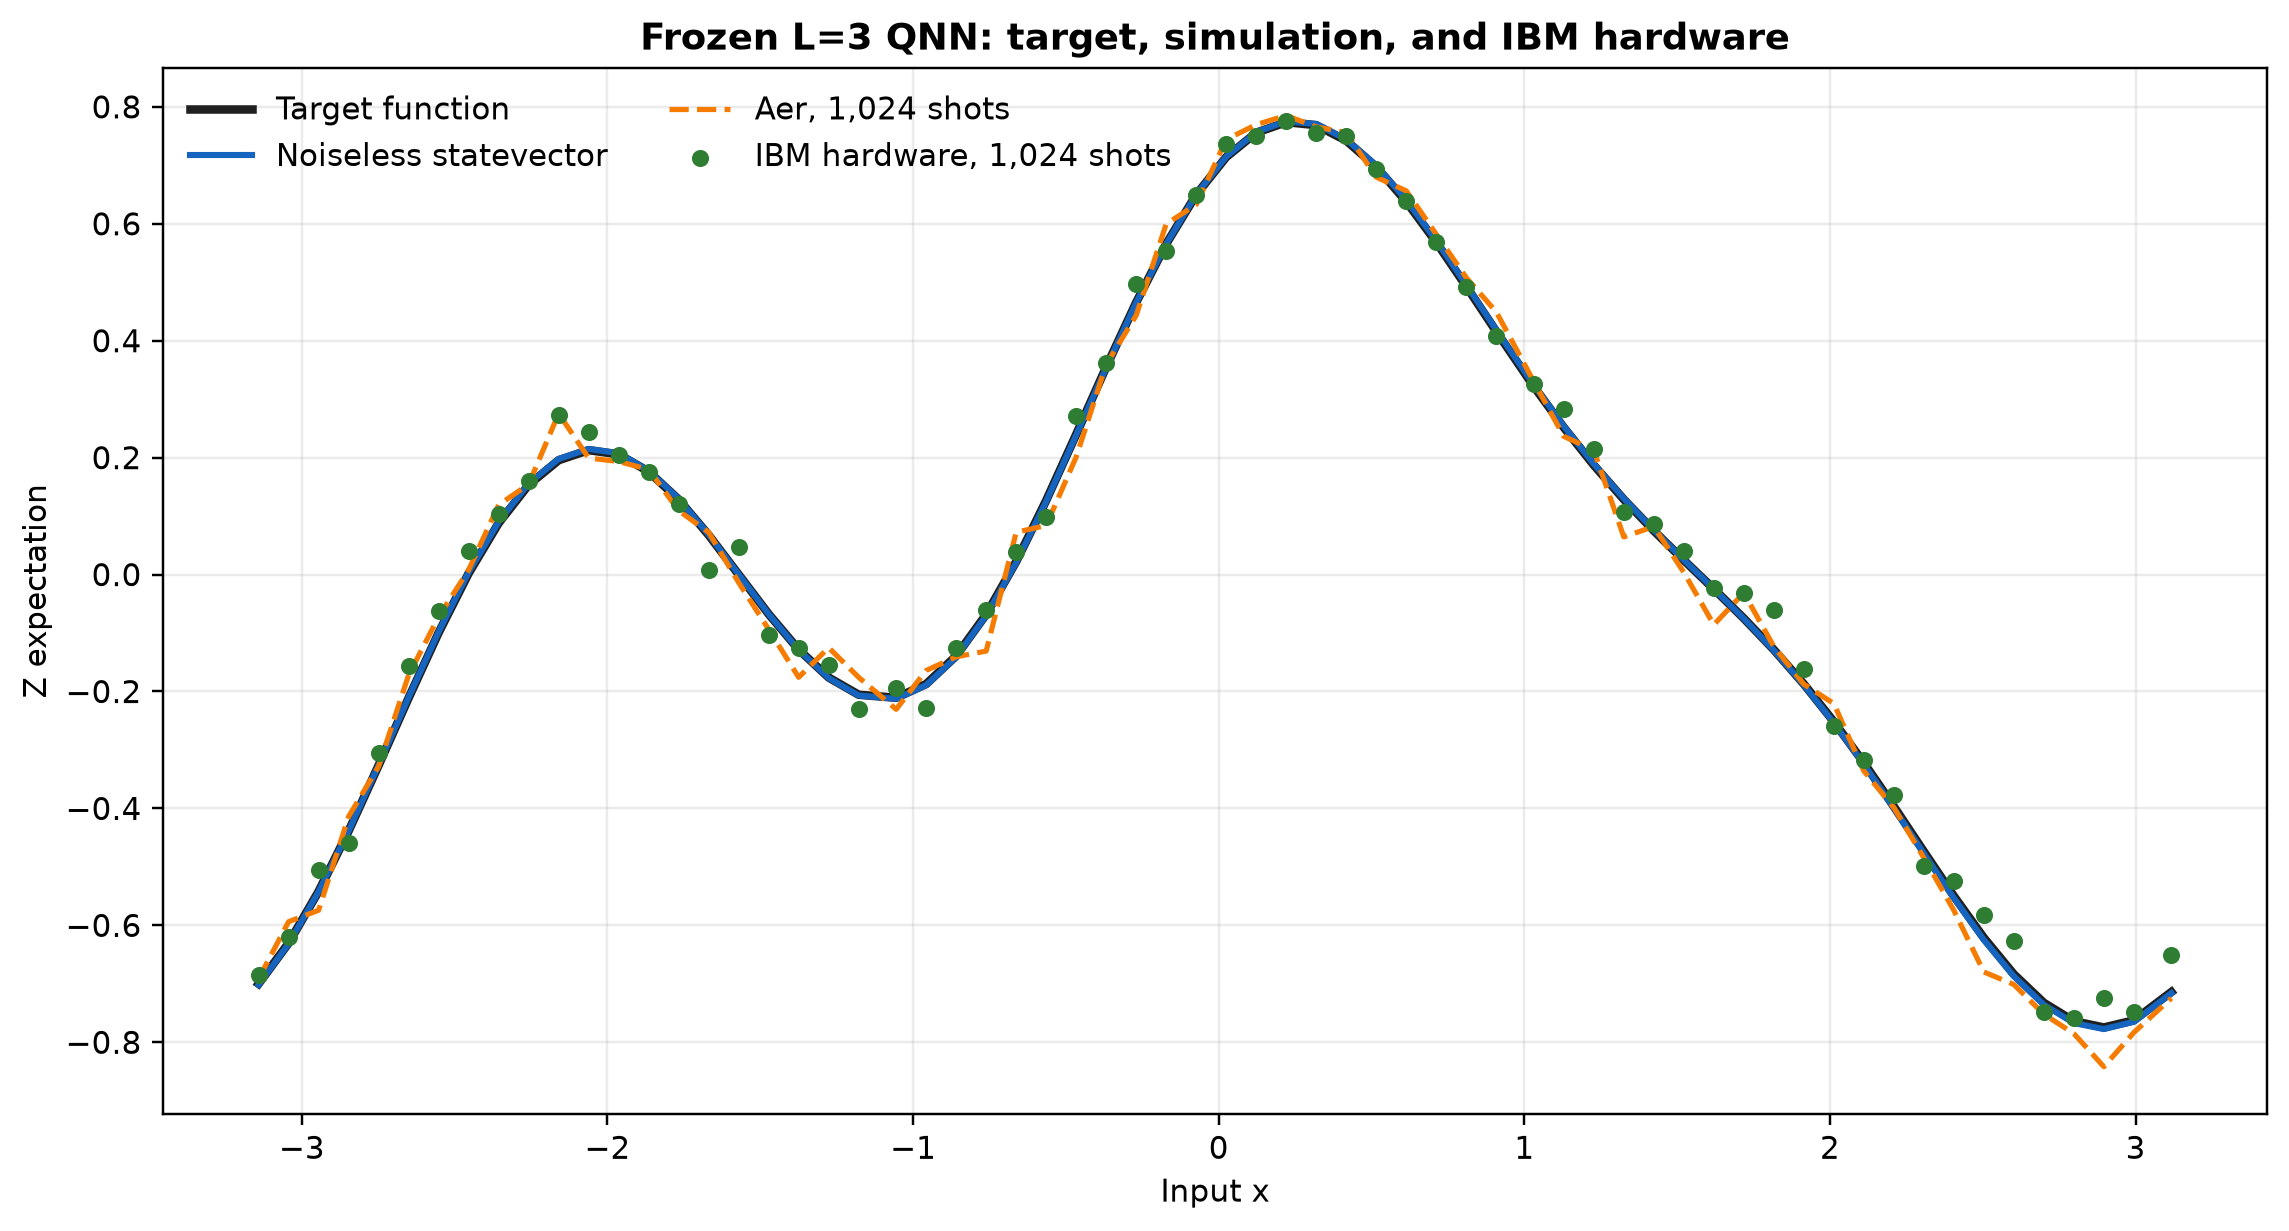 Frozen L=3 QNN: target, simulation, and IBM hardware
Target function
Noiseless statevector
Aer, 1,024 shots
IBM hardware, 1,024 shots
Z expectation
0.8
0.6
0.4
0.2
0.0
−0.2
−0.4
−0.6
−0.8
−3 −2 −1 0 1 2 3
Input x